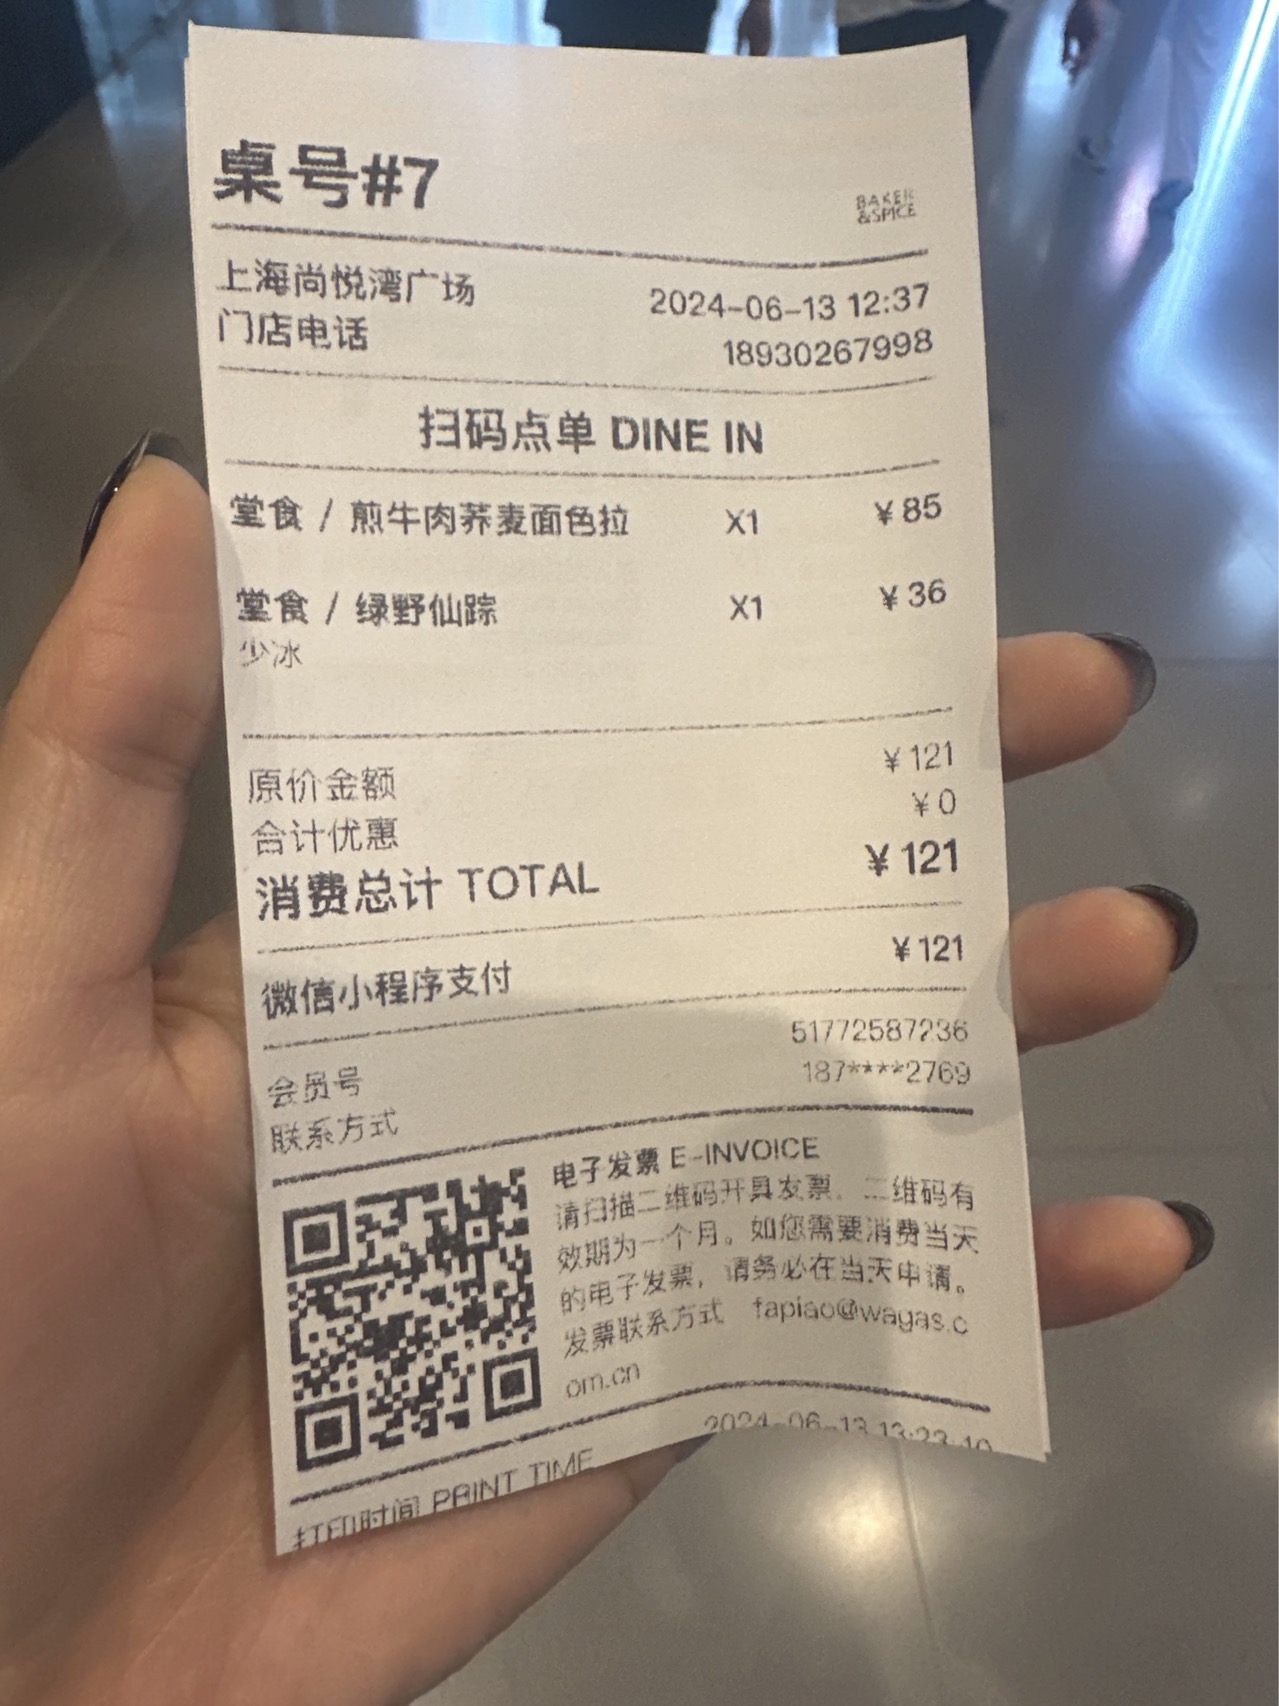 桌号#7
BAKER
&SPICE
上海尚悦湾广场 2024-06-13 12:37
门店电话 18930267998
扫码点单 DINE IN
堂食 / 煎牛肉荞麦面色拉 X1 ¥85
堂食 / 绿野仙踪 X1 ¥36
少冰
原价金额 ¥121
合计优惠 ¥0
消费总计 TOTAL ¥121
微信小程序支付 ¥121
会员号 51772587236
联系方式 187****2769
电子发票 E-INVOICE
请扫描二维码开具发票。二维码有
效期为一个月。如您需要消费当天
的电子发票，请务必在当天申请。
发票联系方式 fapiao@wagas.c
om.cn
打印时间 PRINT TIME 2024-06-13 13:23:10